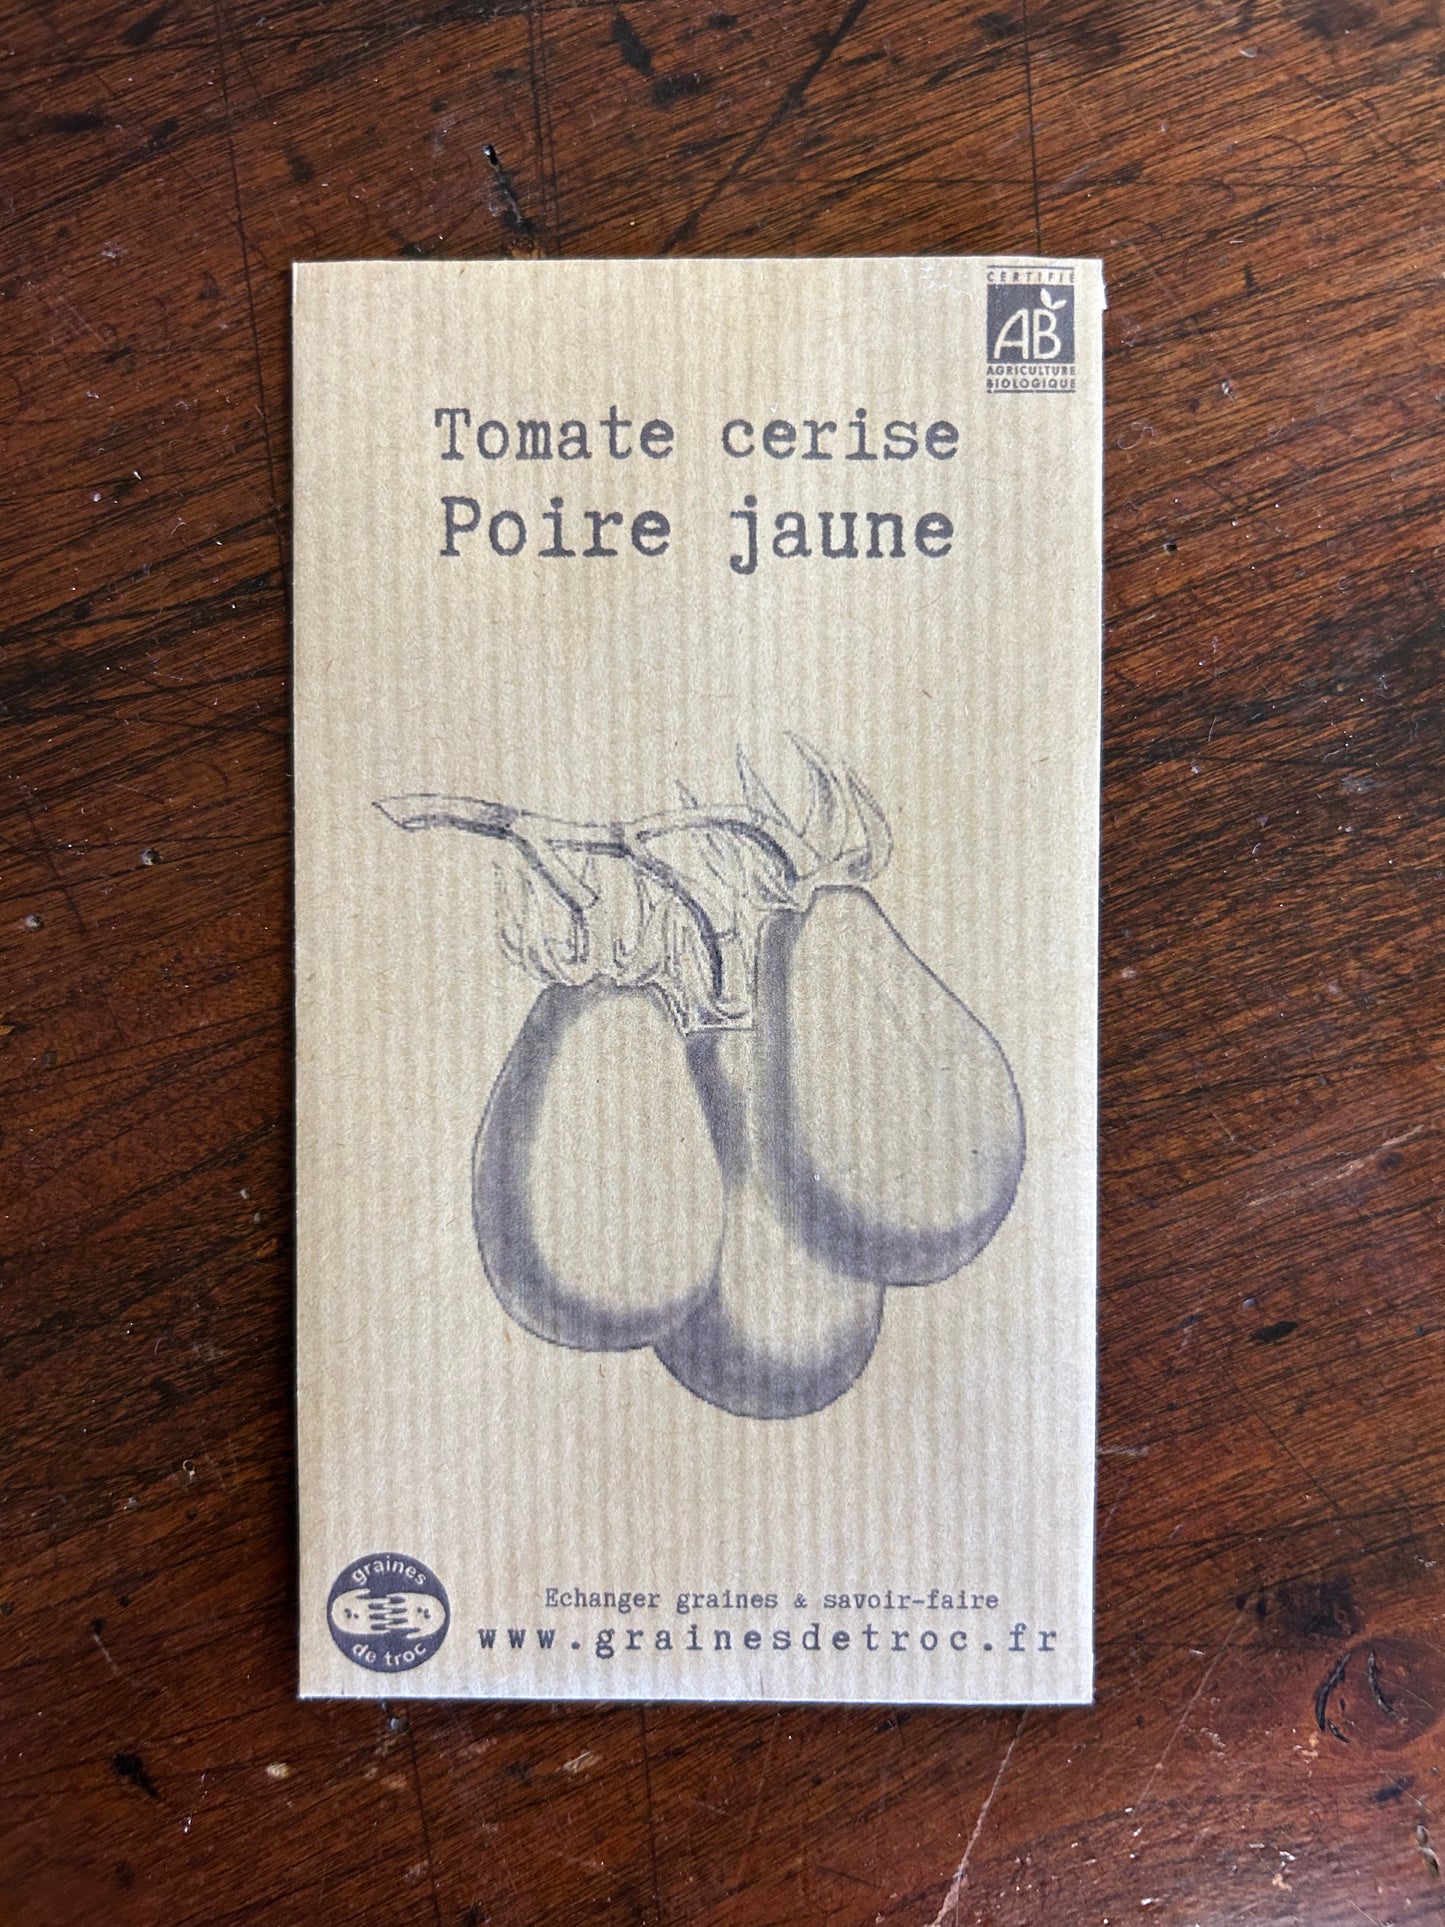 CERTIFIÉ
AB
AGRICULTURE
BIOLOGIQUE
Tomate cerise
Poire jaune
graines
de troc
Echanger graines & savoir-faire
www.grainesdetroc.fr